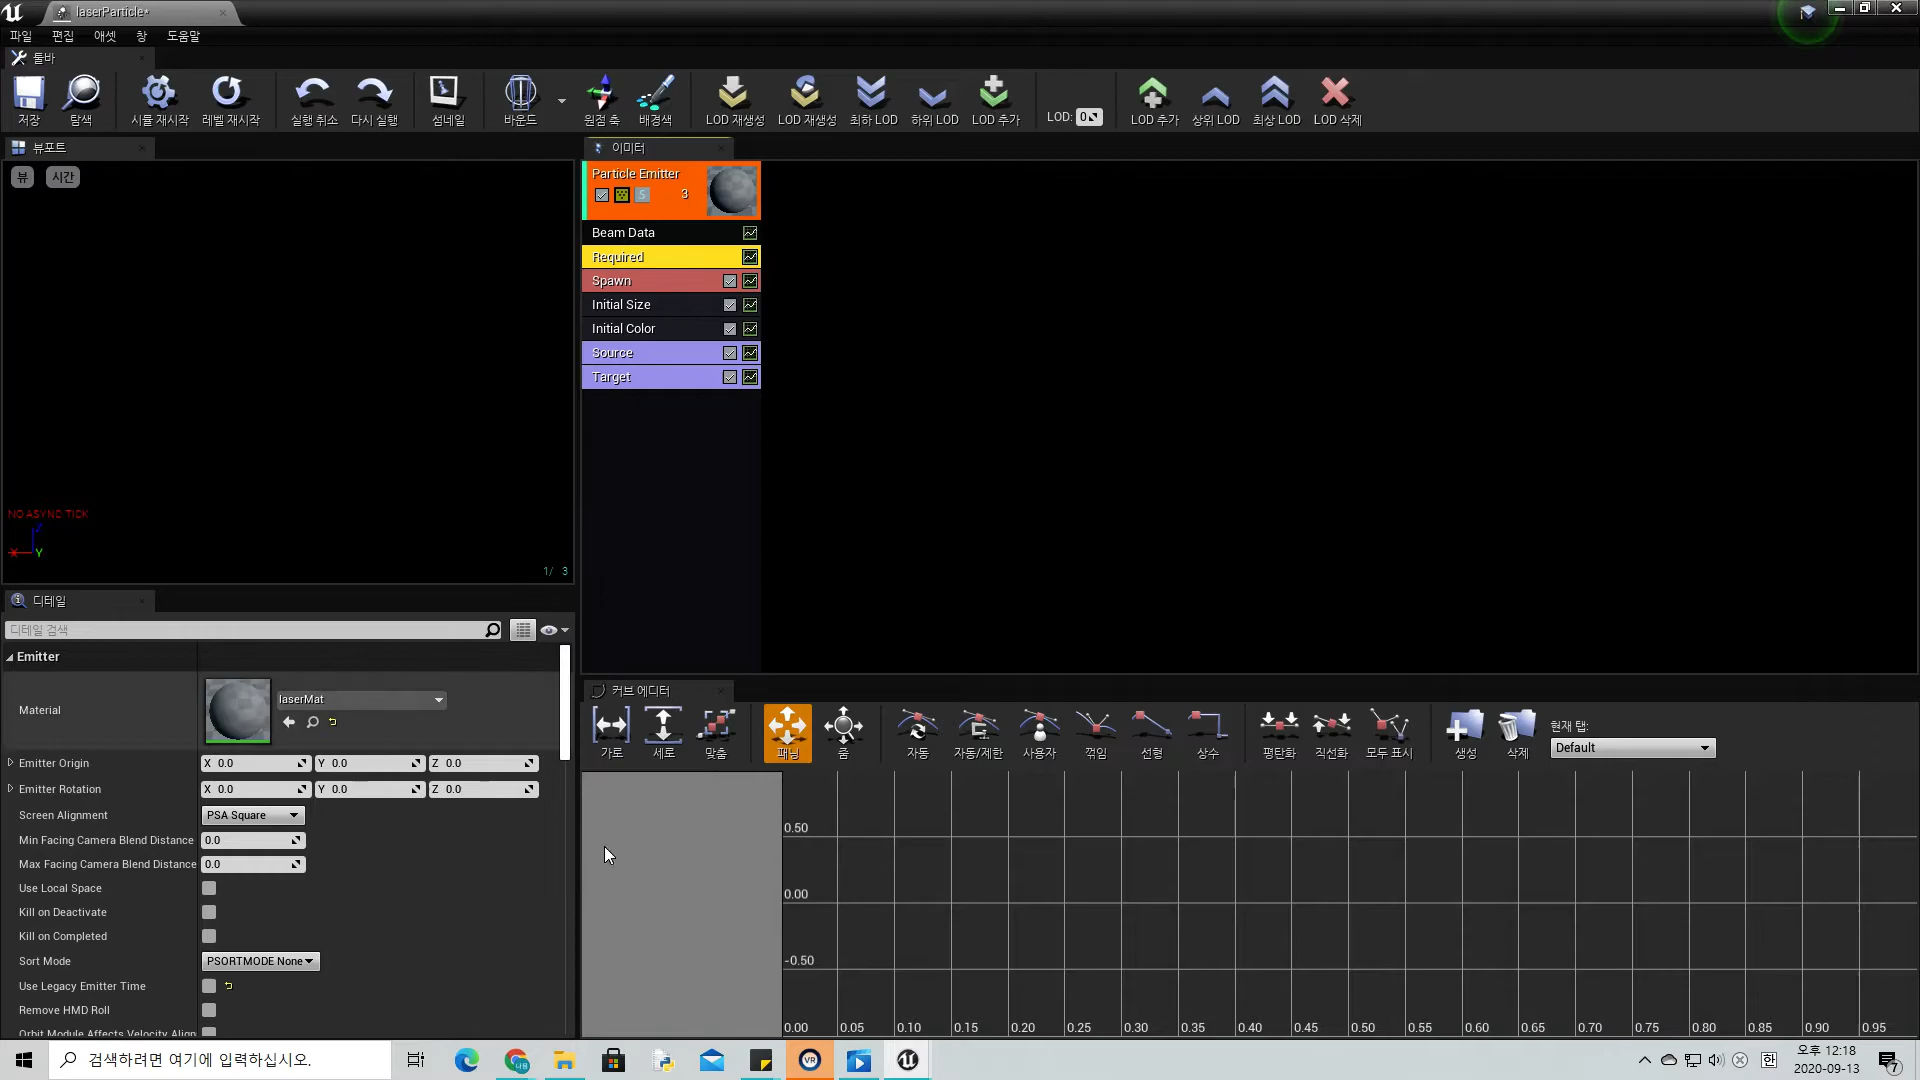 laserParticle*
파일 편집 애셋 창 도움말
툴바
저장 탐색 시뮬 재시작 레벨 재시작 실행 취소 다시 실행 섬네일 바운드 원점 축 배경색 LOD 재생성 LOD 재생성 최하 LOD 하위 LOD LOD 추가 LOD: 0 LOD 추가 상위 LOD 최상 LOD LOD 삭제
뷰포트
뷰 시간
NO ASYNC TICK
X Y
1/ 3
이미터
Particle Emitter
S 3
Beam Data
Required
Spawn
Initial Size
Initial Color
Source
Target
디테일
디테일 검색
Emitter
Material laserMat
Emitter Origin X 0.0 Y 0.0 Z 0.0
Emitter Rotation X 0.0 Y 0.0 Z 0.0
Screen Alignment PSA Square
Min Facing Camera Blend Distance 0.0
Max Facing Camera Blend Distance 0.0
Use Local Space
Kill on Deactivate
Kill on Completed
Sort Mode PSORTMODE None
Use Legacy Emitter Time
Remove HMD Roll
Orbit Module Affects Velocity Align
커브 에디터
가로 세로 맞춤 패닝 줌 자동 자동/제한 사용자 꺾임 선형 상수 평탄화 직선화 모두 표시 생성 삭제
현재 탭:
Default
0.50
0.00
-0.50
0.00 0.05 0.10 0.15 0.20 0.25 0.30 0.35 0.40 0.45 0.50 0.55 0.60 0.65 0.70 0.75 0.80 0.85 0.90 0.95
검색하려면 여기에 입력하십시오.
VR
한
오후 12:18
2020-09-13
7